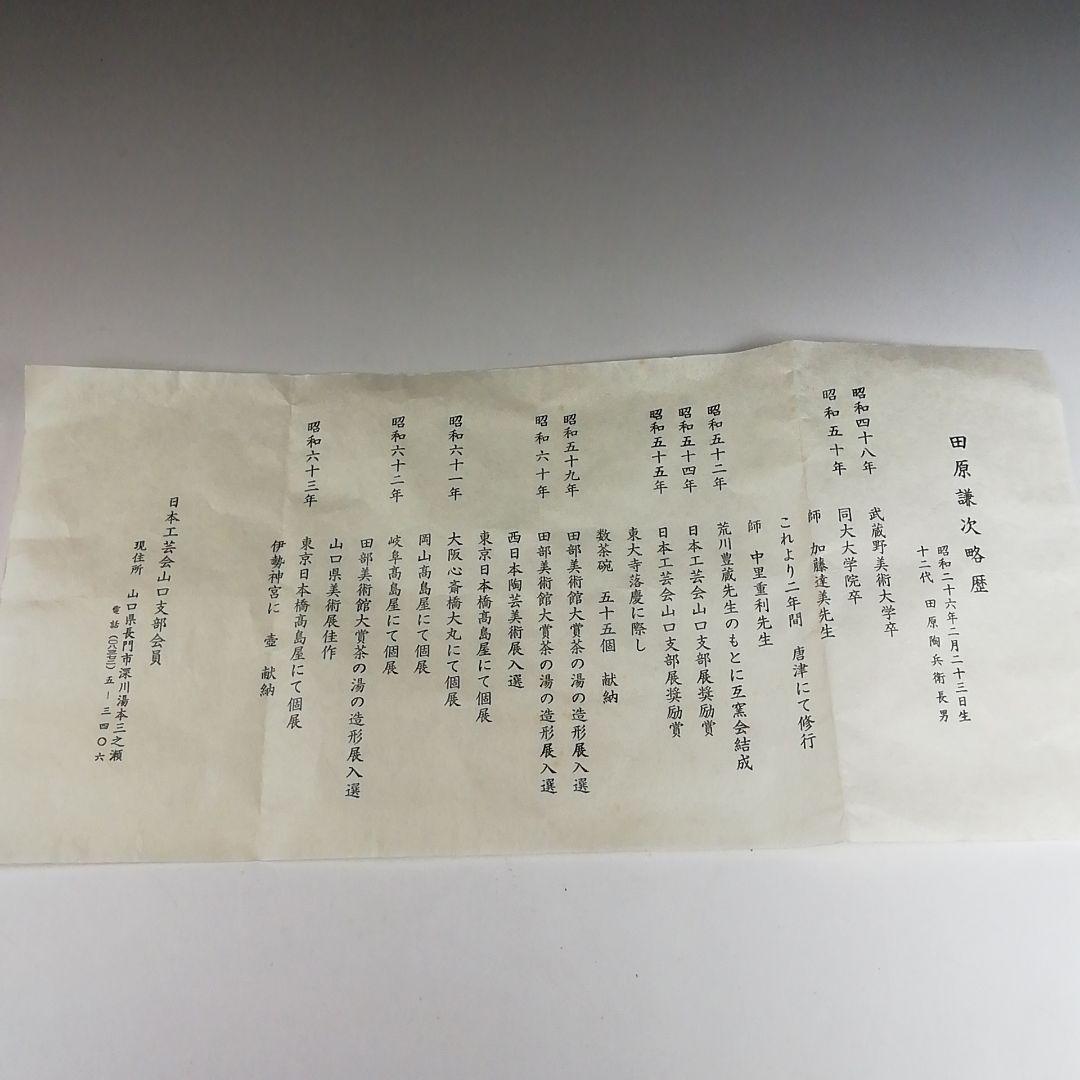 田原謙次略歴
昭和二十六年二月二十三日生
十二代 田原陶兵衛長男
昭和四十八年 武蔵野美術大学卒
昭和五十年 同大大学院卒
師 加藤達美先生
これより二年間 唐津にて修行
師 中里重利先生
昭和五十二年 荒川豊蔵先生のもとに互窯会結成
昭和五十四年 日本工芸会山口支部展奨励賞
昭和五十五年 日本工芸会山口支部展奨励賞
東大寺落慶に際し
数茶碗 五十五個 献納
昭和五十九年 田部美術館大賞茶の湯の造形展入選
昭和六十年 田部美術館大賞茶の湯の造形展入選
西日本陶芸美術展入選
東京日本橋髙島屋にて個展
昭和六十一年 大阪心斎橋大丸にて個展
岡山髙島屋にて個展
昭和六十二年 岐阜髙島屋にて個展
田部美術館大賞茶の湯の造形展入選
山口県美術展佳作
昭和六十三年 東京日本橋髙島屋にて個展
伊勢神宮に 壷 献納
日本工芸会山口支部会員
現住所 山口県長門市深川湯本三之瀬
電話(〇八三七二)五－三四〇六